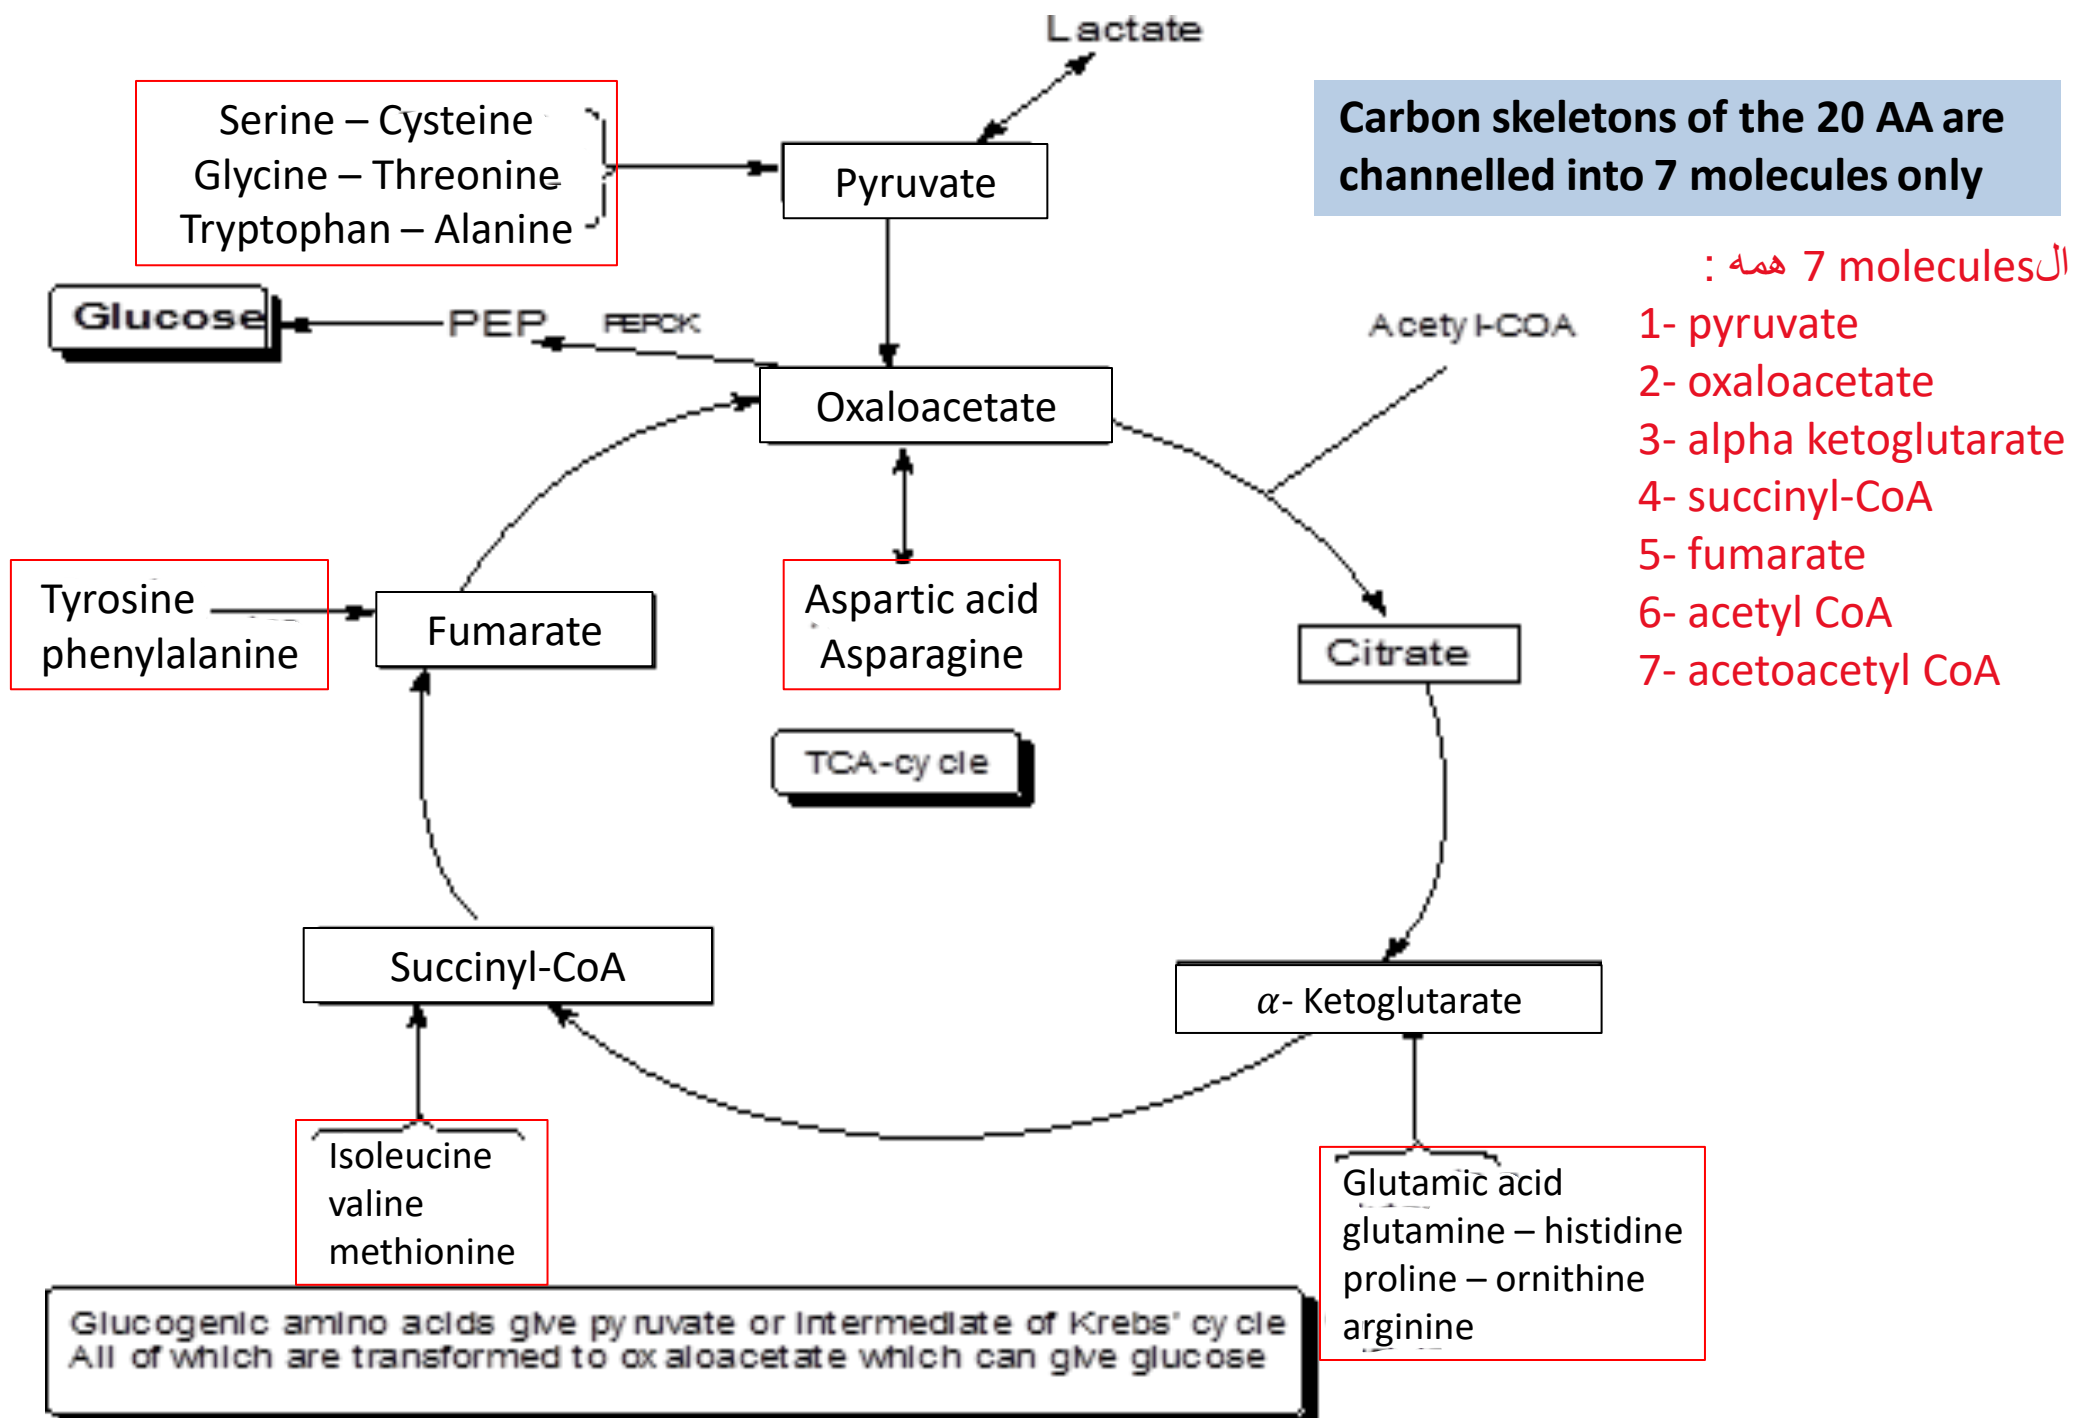 Lactate
Serine – Cysteine
Glycine – Threonine
Tryptophan – Alanine
Pyruvate
Carbon skeletons of the 20 AA are
channelled into 7 molecules only
ال7 molecules همه :
1- pyruvate
2- oxaloacetate
3- alpha ketoglutarate
4- succinyl-CoA
5- fumarate
6- acetyl CoA
7- acetoacetyl CoA
Glucose
PEP
PEPCK
Acetyl-COA
Oxaloacetate
Tyrosine
phenylalanine
Fumarate
Aspartic acid
Asparagine
Citrate
TCA-cycle
Succinyl-CoA
α- Ketoglutarate
Isoleucine
valine
methionine
Glutamic acid
glutamine – histidine
proline – ornithine
arginine
Glucogenic amino acids give pyruvate or intermediate of Krebs' cycle
All of which are transformed to oxaloacetate which can give glucose